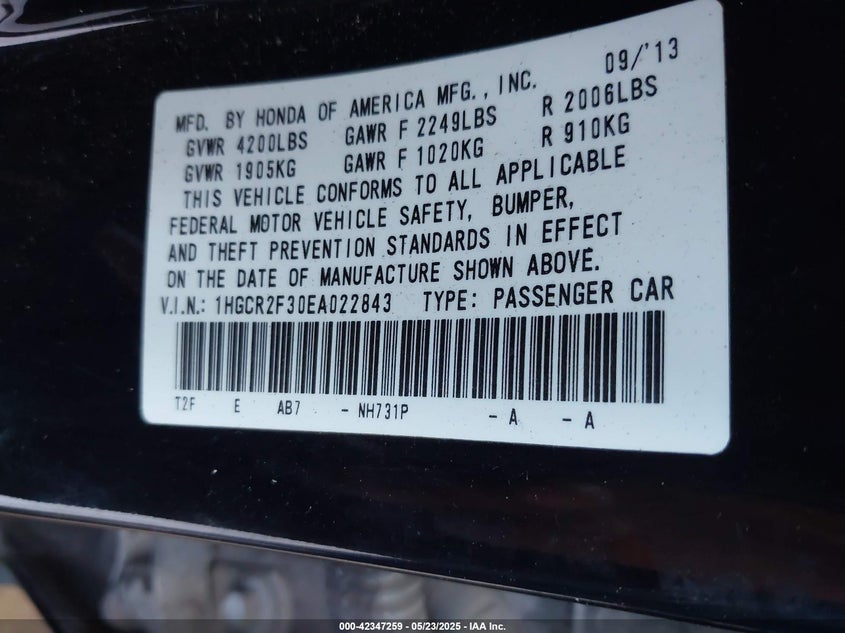 09/'13
MFD. BY HONDA OF AMERICA MFG., INC.
GVWR 4200LBS GAWR F 2249LBS R 2006LBS
GVWR 1905KG GAWR F 1020KG R 910KG
THIS VEHICLE CONFORMS TO ALL APPLICABLE
FEDERAL MOTOR VEHICLE SAFETY, BUMPER,
AND THEFT PREVENTION STANDARDS IN EFFECT
ON THE DATE OF MANUFACTURE SHOWN ABOVE.
V.I.N.: 1HGCR2F30EA022843 TYPE: PASSENGER CAR
T2F E AB7 - NH731P - A - A
000-42347259 - 05/23/2025 - IAA Inc.